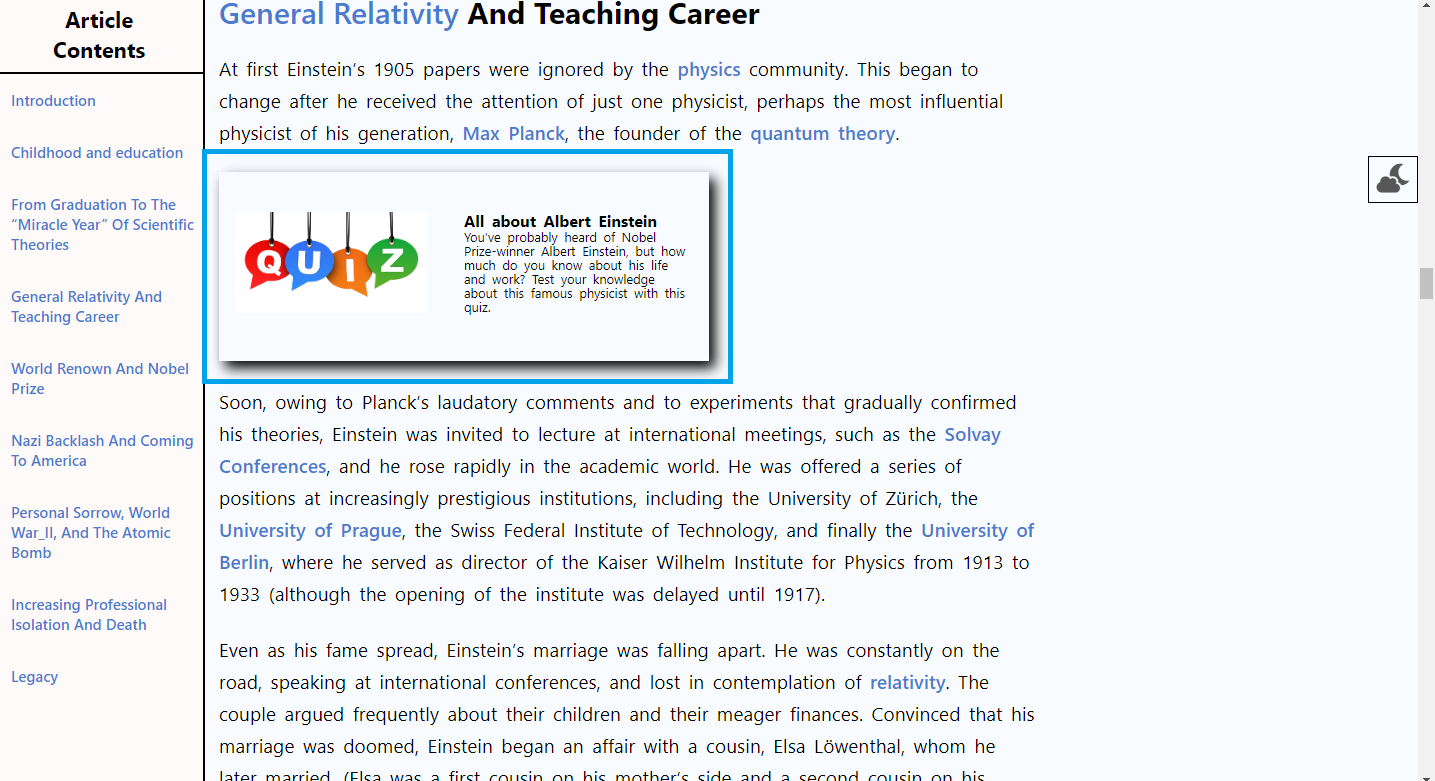 Article
Contents
Introduction
Childhood and education
From Graduation To The
“Miracle Year” Of Scientific
Theories
General Relativity And
Teaching Career
World Renown And Nobel
Prize
Nazi Backlash And Coming
To America
Personal Sorrow, World
War_II, And The Atomic
Bomb
Increasing Professional
Isolation And Death
Legacy
General Relativity And Teaching Career
At first Einstein’s 1905 papers were ignored by the physics community. This began to
change after he received the attention of just one physicist, perhaps the most influential
physicist of his generation, Max Planck, the founder of the quantum theory.
QUIZ
All about Albert Einstein
You've probably heard of Nobel
Prize-winner Albert Einstein, but how
much do you know about his life
and work? Test your knowledge
about this famous physicist with this
quiz.
Soon, owing to Planck’s laudatory comments and to experiments that gradually confirmed
his theories, Einstein was invited to lecture at international meetings, such as the Solvay
Conferences, and he rose rapidly in the academic world. He was offered a series of
positions at increasingly prestigious institutions, including the University of Zürich, the
University of Prague, the Swiss Federal Institute of Technology, and finally the University of
Berlin, where he served as director of the Kaiser Wilhelm Institute for Physics from 1913 to
1933 (although the opening of the institute was delayed until 1917).
Even as his fame spread, Einstein’s marriage was falling apart. He was constantly on the
road, speaking at international conferences, and lost in contemplation of relativity. The
couple argued frequently about their children and their meager finances. Convinced that his
marriage was doomed, Einstein began an affair with a cousin, Elsa Löwenthal, whom he
later married. (Elsa was a first cousin on his mother’s side and a second cousin on his